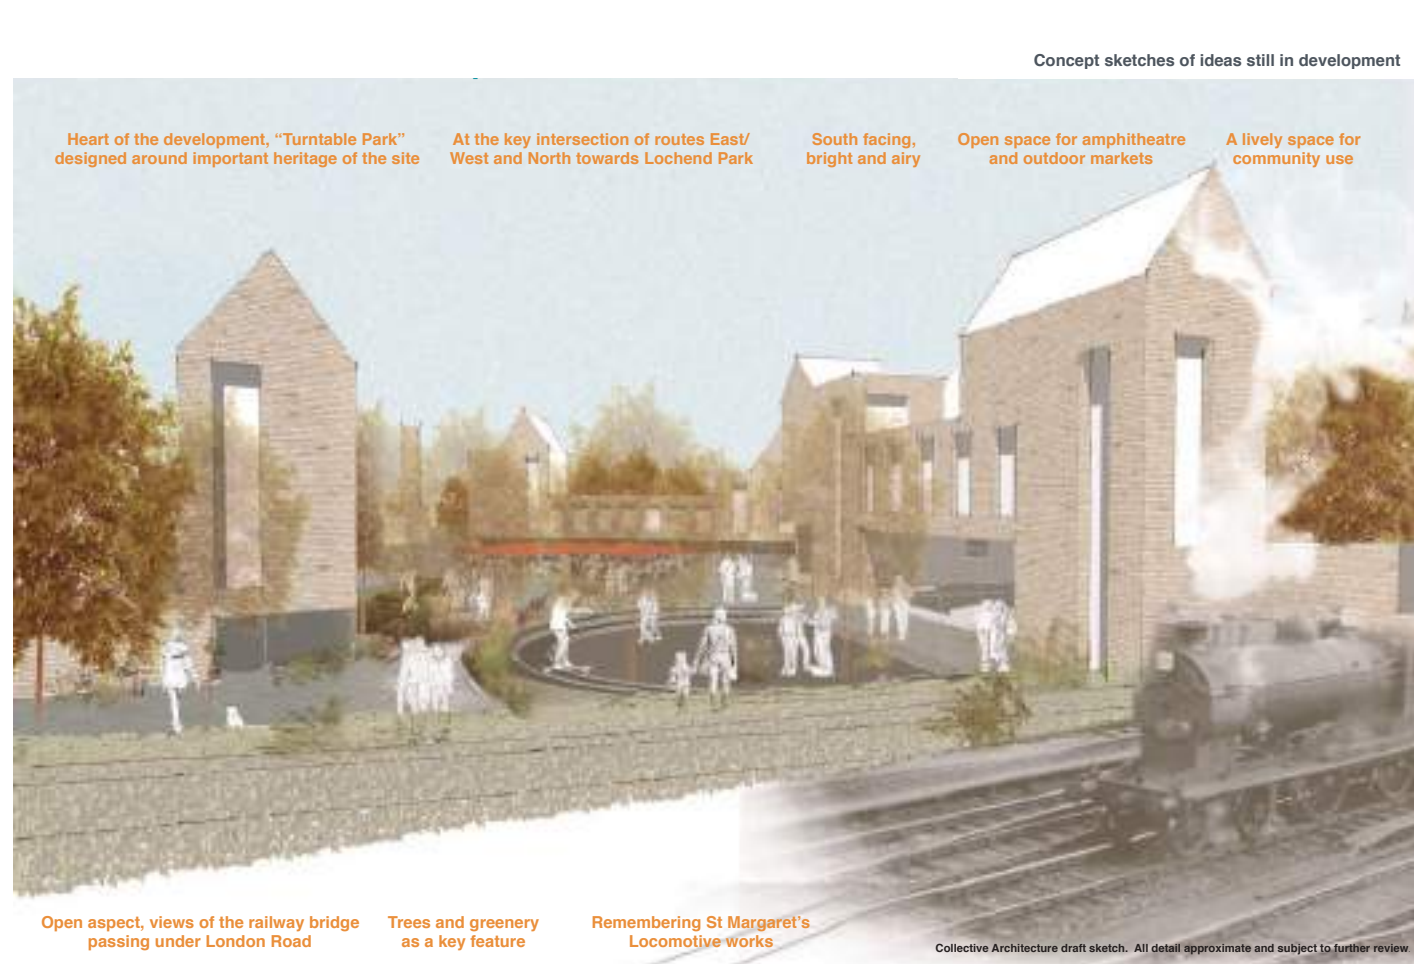 Concept sketches of ideas still in development
Heart of the development, “Turntable Park”
designed around important heritage of the site
At the key intersection of routes East/
West and North towards Lochend Park
South facing,
bright and airy
Open space for amphitheatre
and outdoor markets
A lively space for
community use
Open aspect, views of the railway bridge
passing under London Road
Trees and greenery
as a key feature
Remembering St Margaret’s
Locomotive works
Collective Architecture draft sketch.  All detail approximate and subject to further review